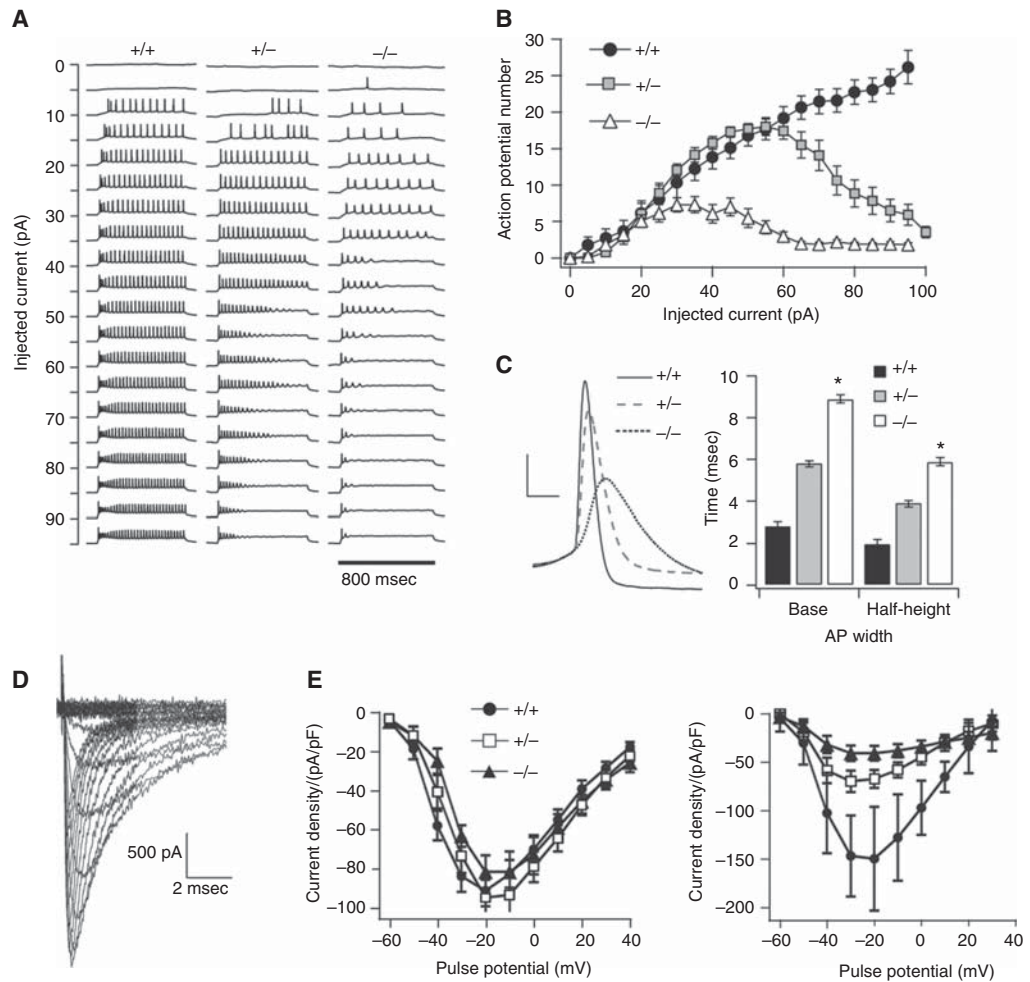 A
+/+ +/− −/−
0
10
20
30
40
50
60
70
80
90
Injected current (pA)
800 msec
B
30
25
20
15
10
5
0
Action potential number
+/+
+/−
−/−
0 20 40 60 80 100
Injected current (pA)
C
+/+
+/−
−/−
10
8
6
4
2
0
Time (msec)
*
*
+/+
+/−
−/−
Base Half-height
AP width
D
500 pA
2 msec
E
0
−20
−40
−60
−80
−100
Current density/(pA/pF)
+/+
+/−
−/−
−60 −40 −20 0 20 40
Pulse potential (mV)
0
−50
−100
−150
−200
Current density/(pA/pF)
−60 −40 −20 0 20 40
Pulse potential (mV)